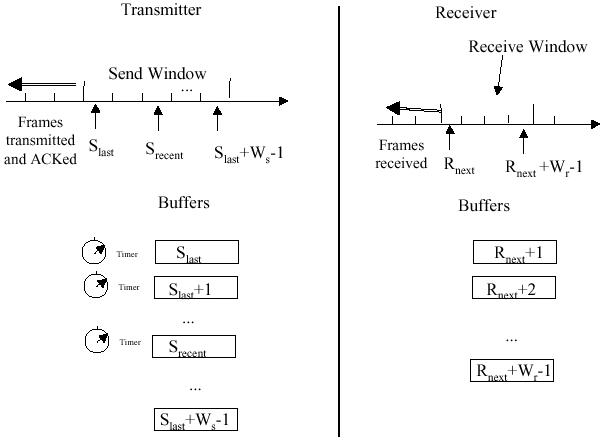 Transmitter
Send Window
...
Frames
transmitted
and ACKed
S_last
S_recent
S_last+W_s-1
Buffers
Timer
S_last
Timer
S_last+1
...
Timer
S_recent
...
S_last+W_s-1
Receiver
Receive Window
Frames
received
R_next
R_next+W_r-1
Buffers
R_next+1
R_next+2
...
R_next+W_r-1